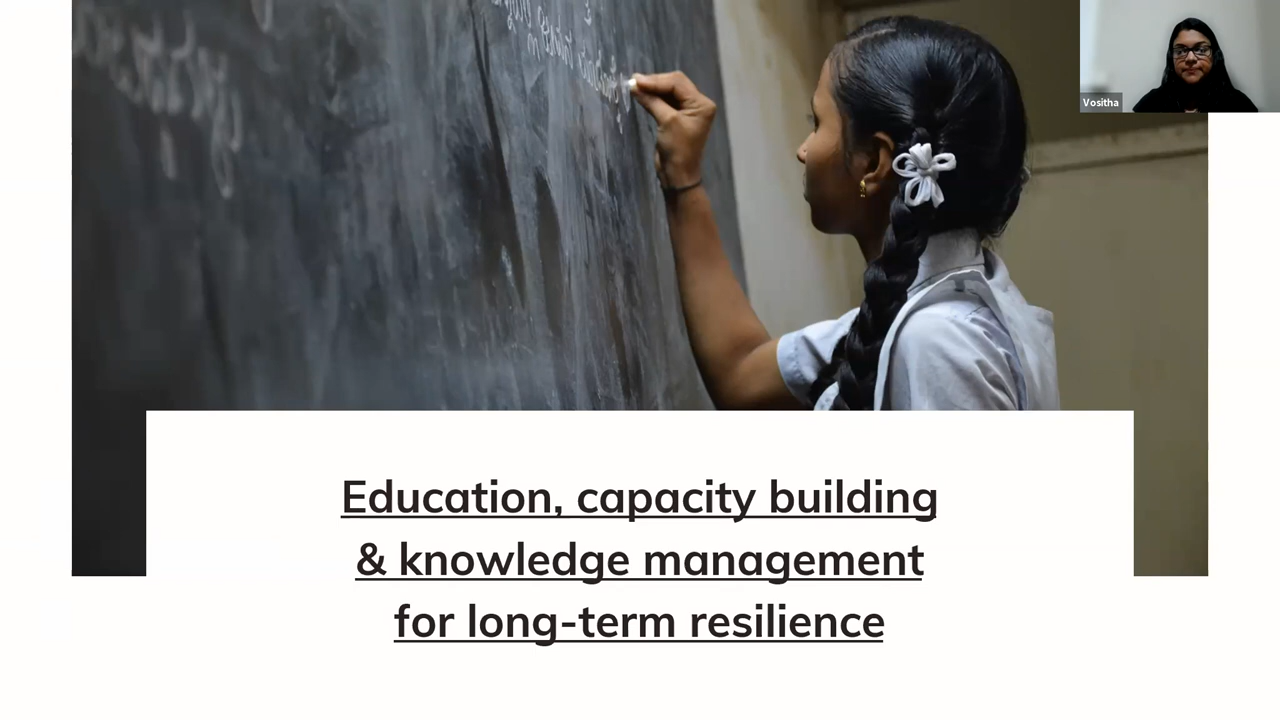 Vositha
Education, capacity building
& knowledge management
for long-term resilience